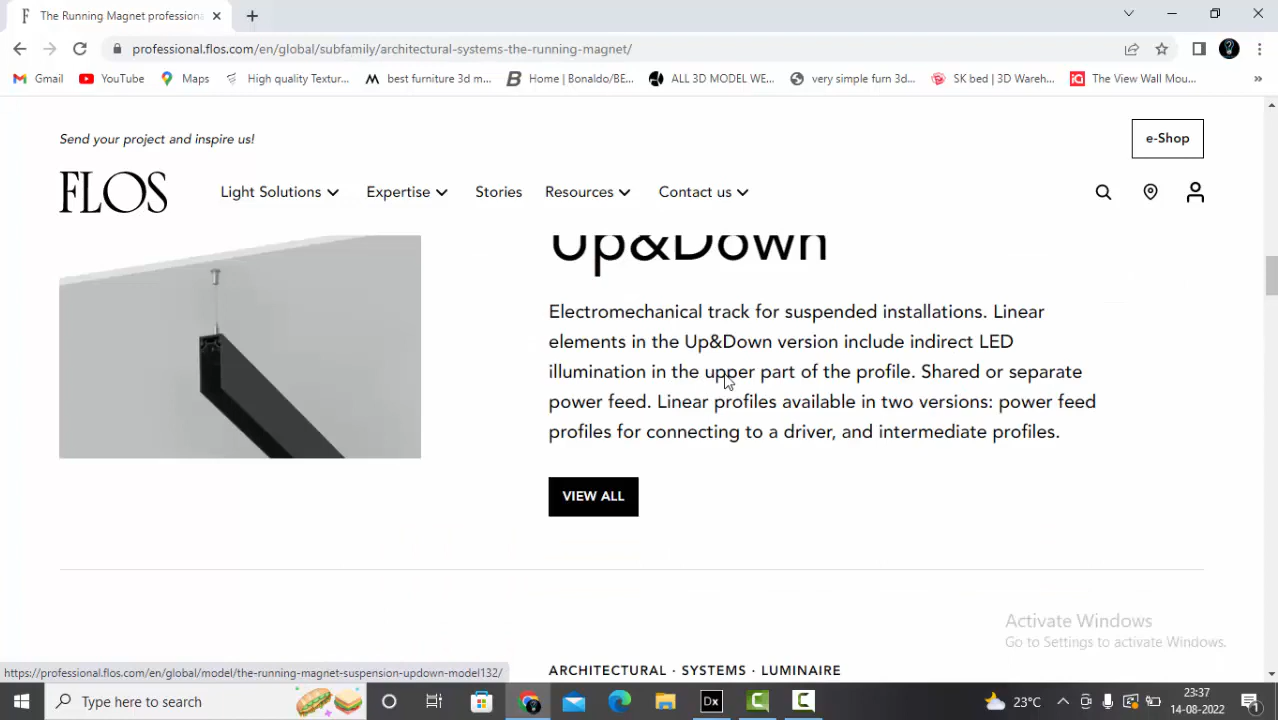 The Running Magnet profession
professional.flos.com/en/global/subfamily/architectural-systems-the-running-magnet/
Gmail
YouTube
Maps
High quality Textur...
best furniture 3d m...
Home | Bonaldo/BE...
ALL 3D MODEL WE...
very simple furn 3d...
SK bed | 3D Wareh...
The View Wall Mou...
»
Send your project and inspire us!
e-Shop
FLOS
Light Solutions
Expertise
Stories
Resources
Contact us
Up&Down
Electromechanical track for suspended installations. Linear
elements in the Up&Down version include indirect LED
illumination in the upper part of the profile. Shared or separate
power feed. Linear profiles available in two versions: power feed
profiles for connecting to a driver, and intermediate profiles.
VIEW ALL
Activate Windows
Go to Settings to activate Windows.
ARCHITECTURAL · SYSTEMS · LUMINAIRE
https://professional.flos.com/en/global/model/the-running-magnet-suspension-updown-model132/
Type here to search
Dx
23°C
23:37
14-08-2022
1